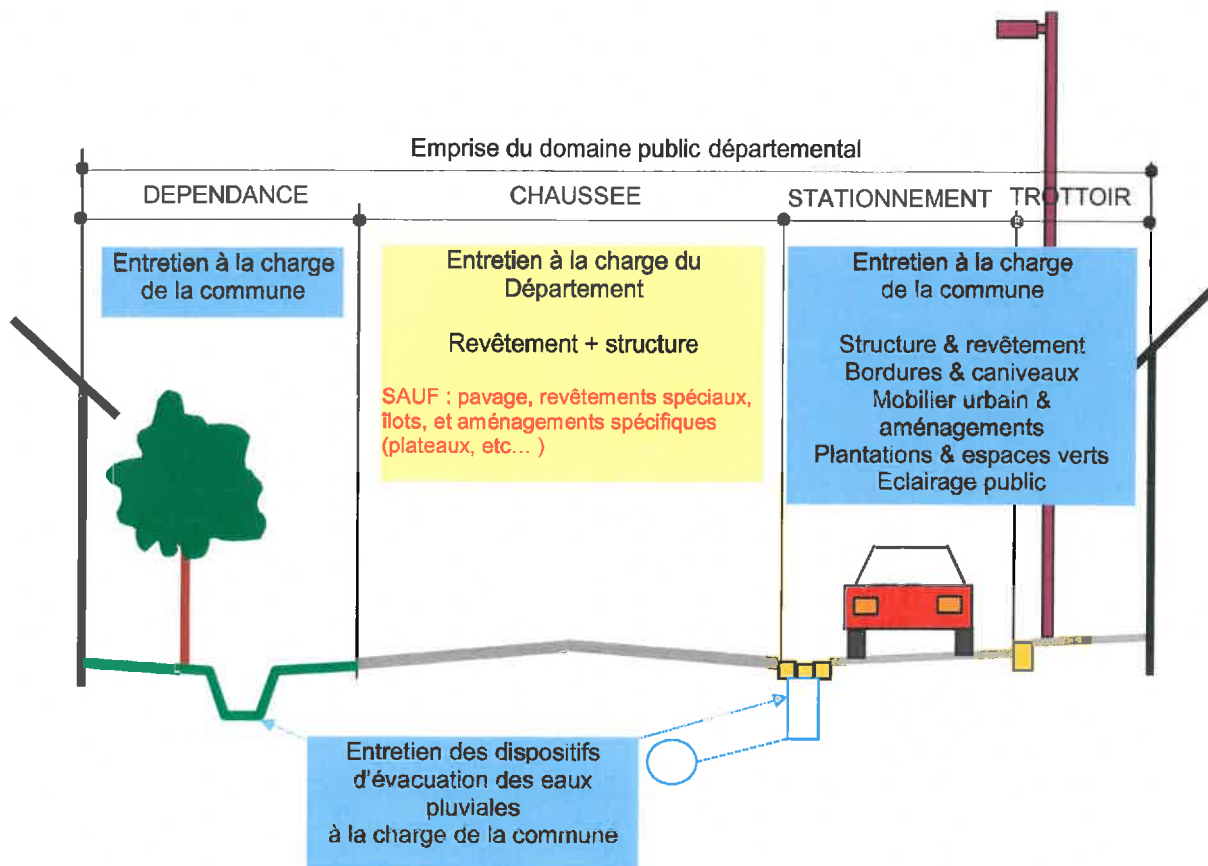 Emprise du domaine public départemental
DEPENDANCE
CHAUSSEE
STATIONNEMENT
TROTTOIR
Entretien à la charge
de la commune
Entretien à la charge du
Département
Revêtement + structure
SAUF : pavage, revêtements spéciaux,
îlots, et aménagements spécifiques
(plateaux, etc... )
Entretien à la charge
de la commune
Structure & revêtement
Bordures & caniveaux
Mobilier urbain &
aménagements
Plantations & espaces verts
Eclairage public
Entretien des dispositifs
d'évacuation des eaux
pluviales
à la charge de la commune